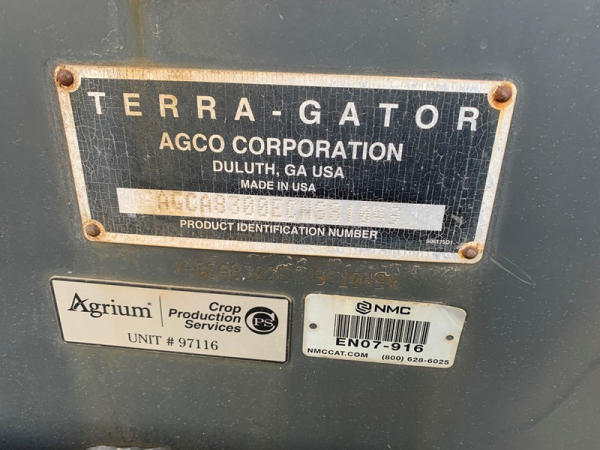 TERRA-GATOR
AGCO CORPORATION
DULUTH, GA USA
MADE IN USA
PRODUCT IDENTIFICATION NUMBER
Agrium®
Crop
Production
Services
CPS
UNIT # 97116
NMC
EN07-916
NMCCAT.COM (800) 628-6025